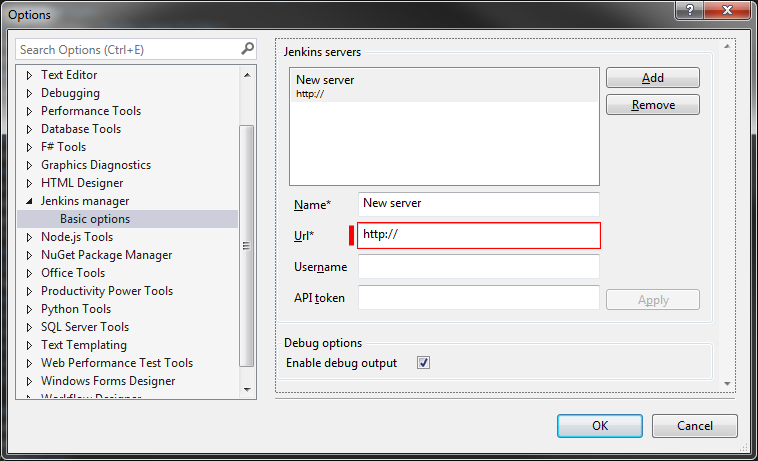 Options
Search Options (Ctrl+E)
Text Editor
Debugging
Performance Tools
Database Tools
F# Tools
Graphics Diagnostics
HTML Designer
Jenkins manager
Basic options
Node.js Tools
NuGet Package Manager
Office Tools
Productivity Power Tools
Python Tools
SQL Server Tools
Text Templating
Web Performance Test Tools
Windows Forms Designer
Workflow Designer
Jenkins servers
New server
http://
Add
Remove
Name* New server
Url* http://
Username
API token
Apply
Debug options
Enable debug output
OK
Cancel